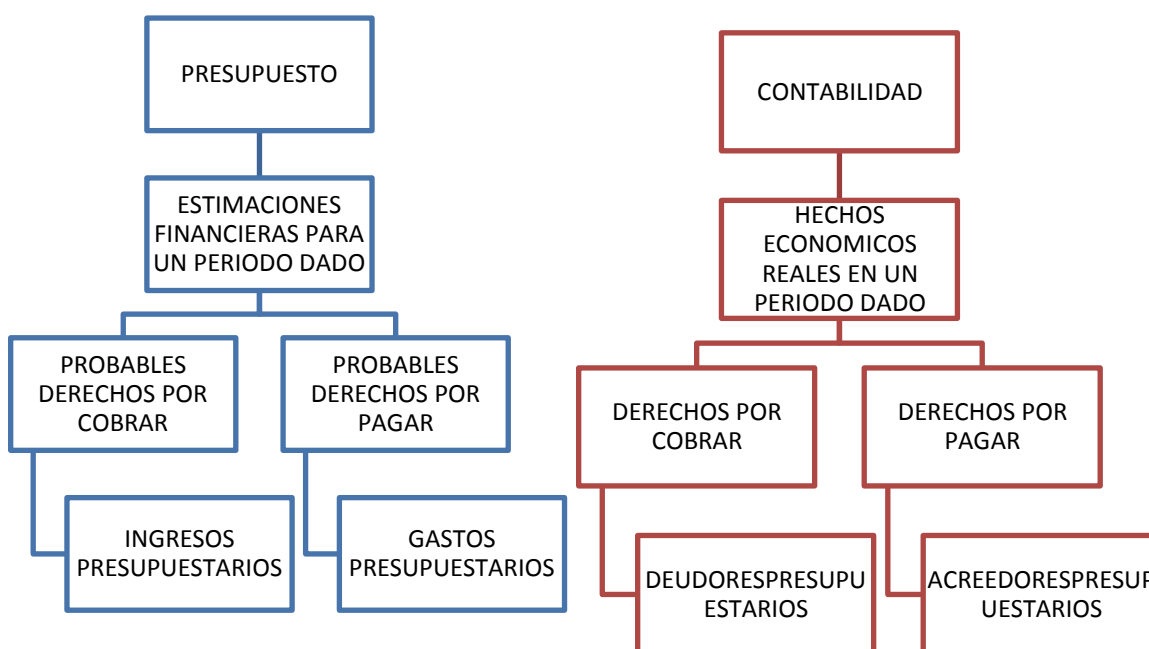 PRESUPUESTO
ESTIMACIONES
FINANCIERAS PARA
UN PERIODO DADO
PROBABLES
DERECHOS POR
COBRAR
INGRESOS
PRESUPUESTARIOS
PROBABLES
DERECHOS POR
PAGAR
GASTOS
PRESUPUESTARIOS
CONTABILIDAD
HECHOS
ECONOMICOS
REALES EN UN
PERIODO DADO
DERECHOS POR
COBRAR
DEUDORESPRESUPU
ESTARIOS
DERECHOS POR
PAGAR
ACREEDORESPRESUP
UESTARIOS